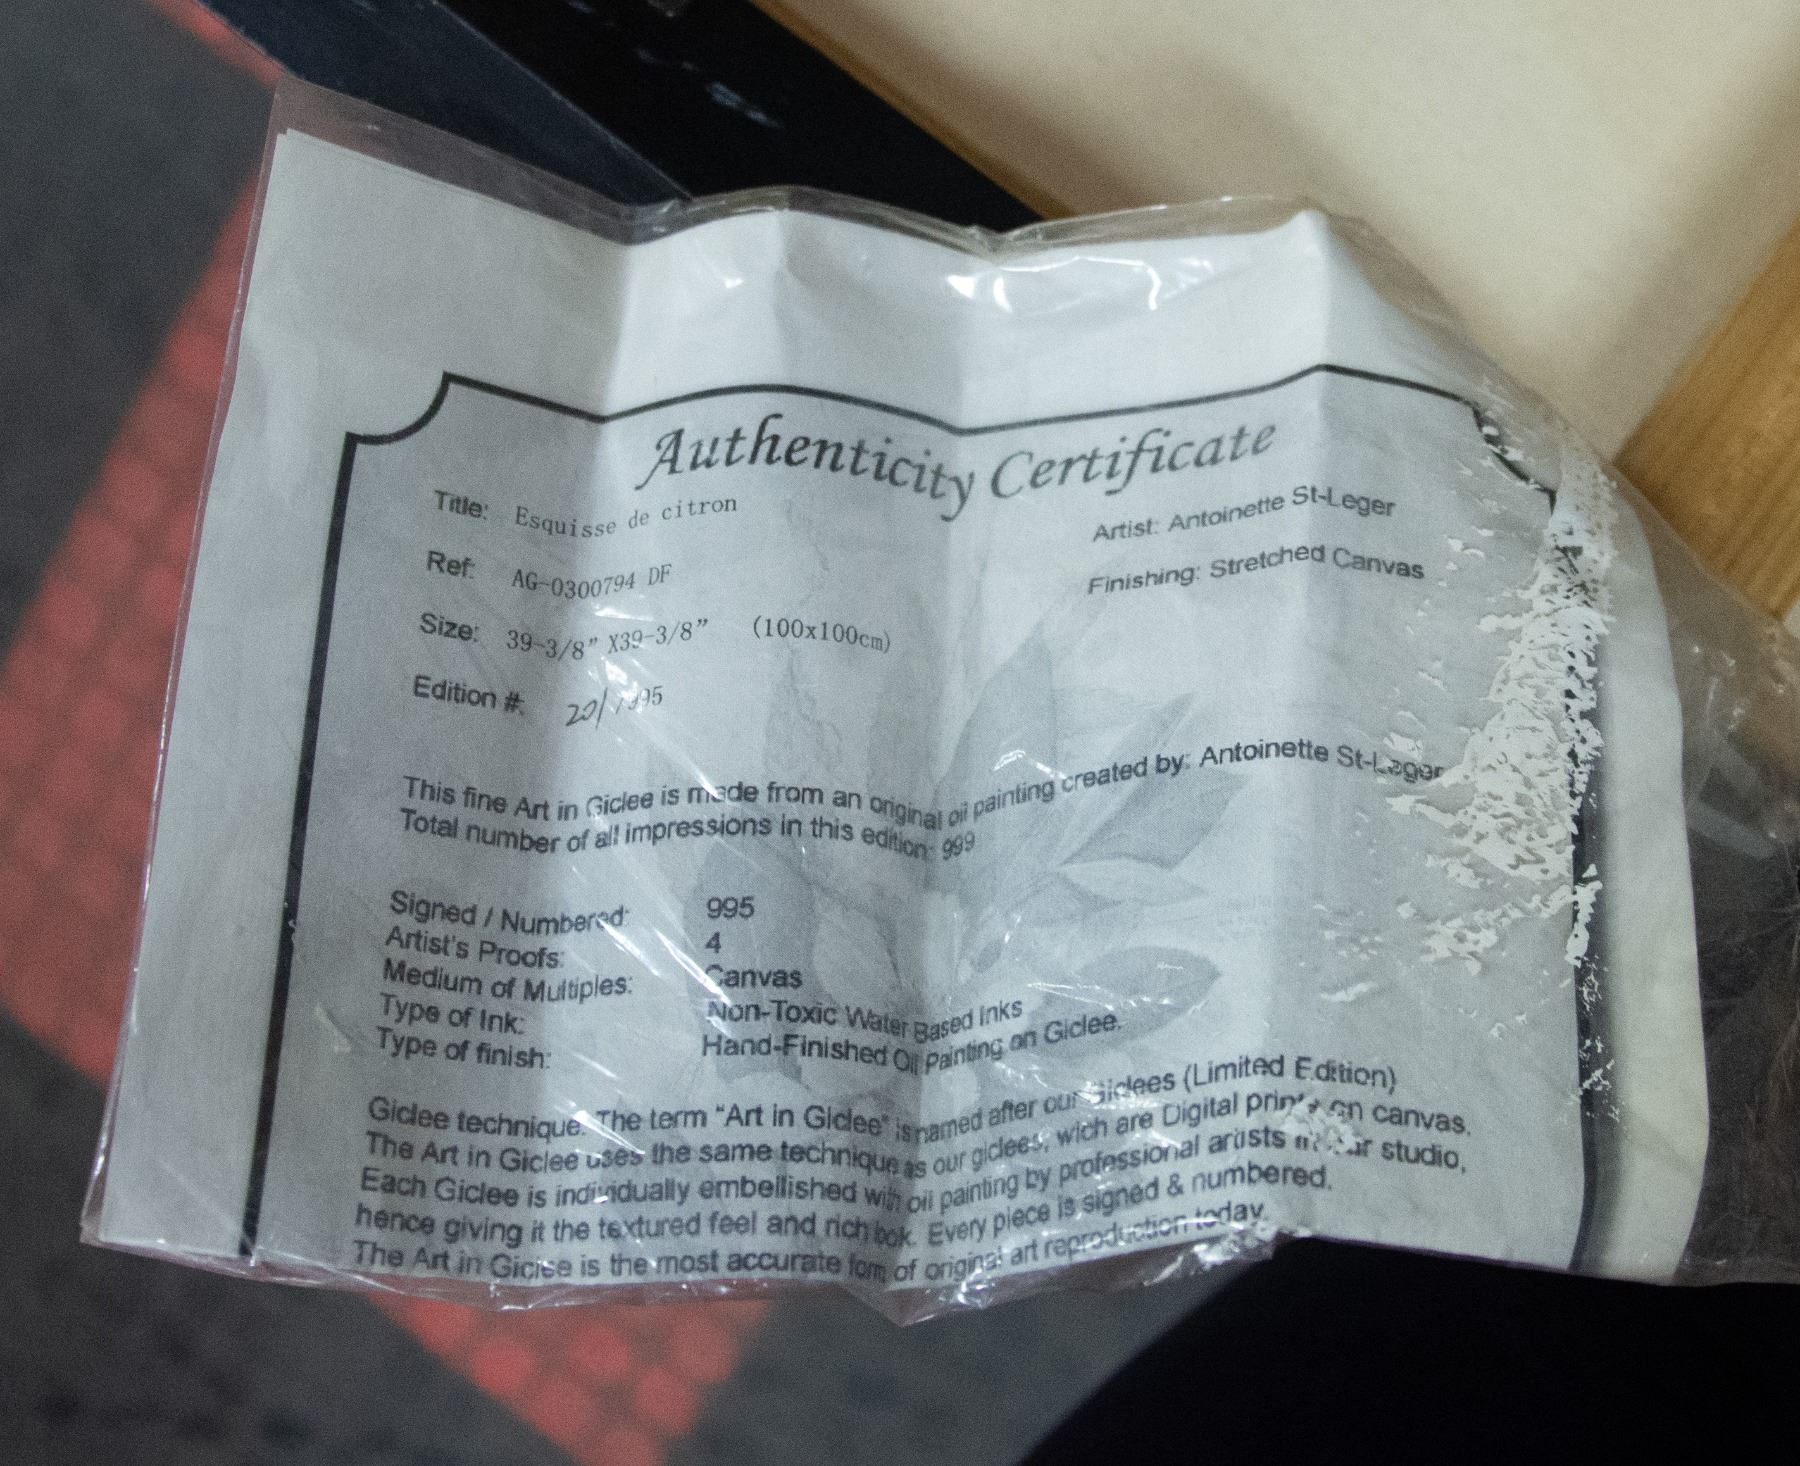 Authenticity Certificate
Title: Esquisse de citron
Artist: Antoinette St-Leger
Ref: AG-0300794 DF
Finishing: Stretched Canvas
Size: 39-3/8" X39-3/8" (100x100cm)
Edition #: 20/ /995
This fine Art in Giclee is made from an original oil painting created by: Antoinette St-Leger
Total number of all impressions in this edition: 999
Signed / Numbered: 995
Artist's Proofs: 4
Medium of Multiples: Canvas
Type of Ink: Non-Toxic Water Based Inks
Type of finish: Hand-Finished Oil Painting on Giclee.
Giclee technique: The term "Art in Giclee" is named after our Giclees (Limited Edition)
The Art in Giclee uses the same technique as our giclees, wich are Digital prints on canvas.
Each Giclee is individually embellished with oil painting by professional artists in our studio,
hence giving it the textured feel and rich look. Every piece is signed & numbered.
The Art in Giclee is the most accurate form of original art reproduction today.